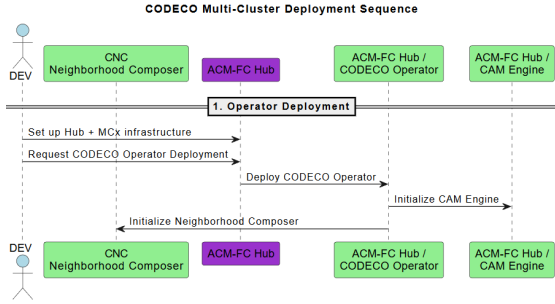 CODECO Multi-Cluster Deployment Sequence
DEV
CNC
Neighborhood Composer
ACM-FC Hub
ACM-FC Hub /
CODECO Operator
ACM-FC Hub /
CAM Engine
1. Operator Deployment
Set up Hub + MCx infrastructure
Request CODECO Operator Deployment
Deploy CODECO Operator
Initialize CAM Engine
Initialize Neighborhood Composer
DEV
CNC
Neighborhood Composer
ACM-FC Hub
ACM-FC Hub /
CODECO Operator
ACM-FC Hub /
CAM Engine